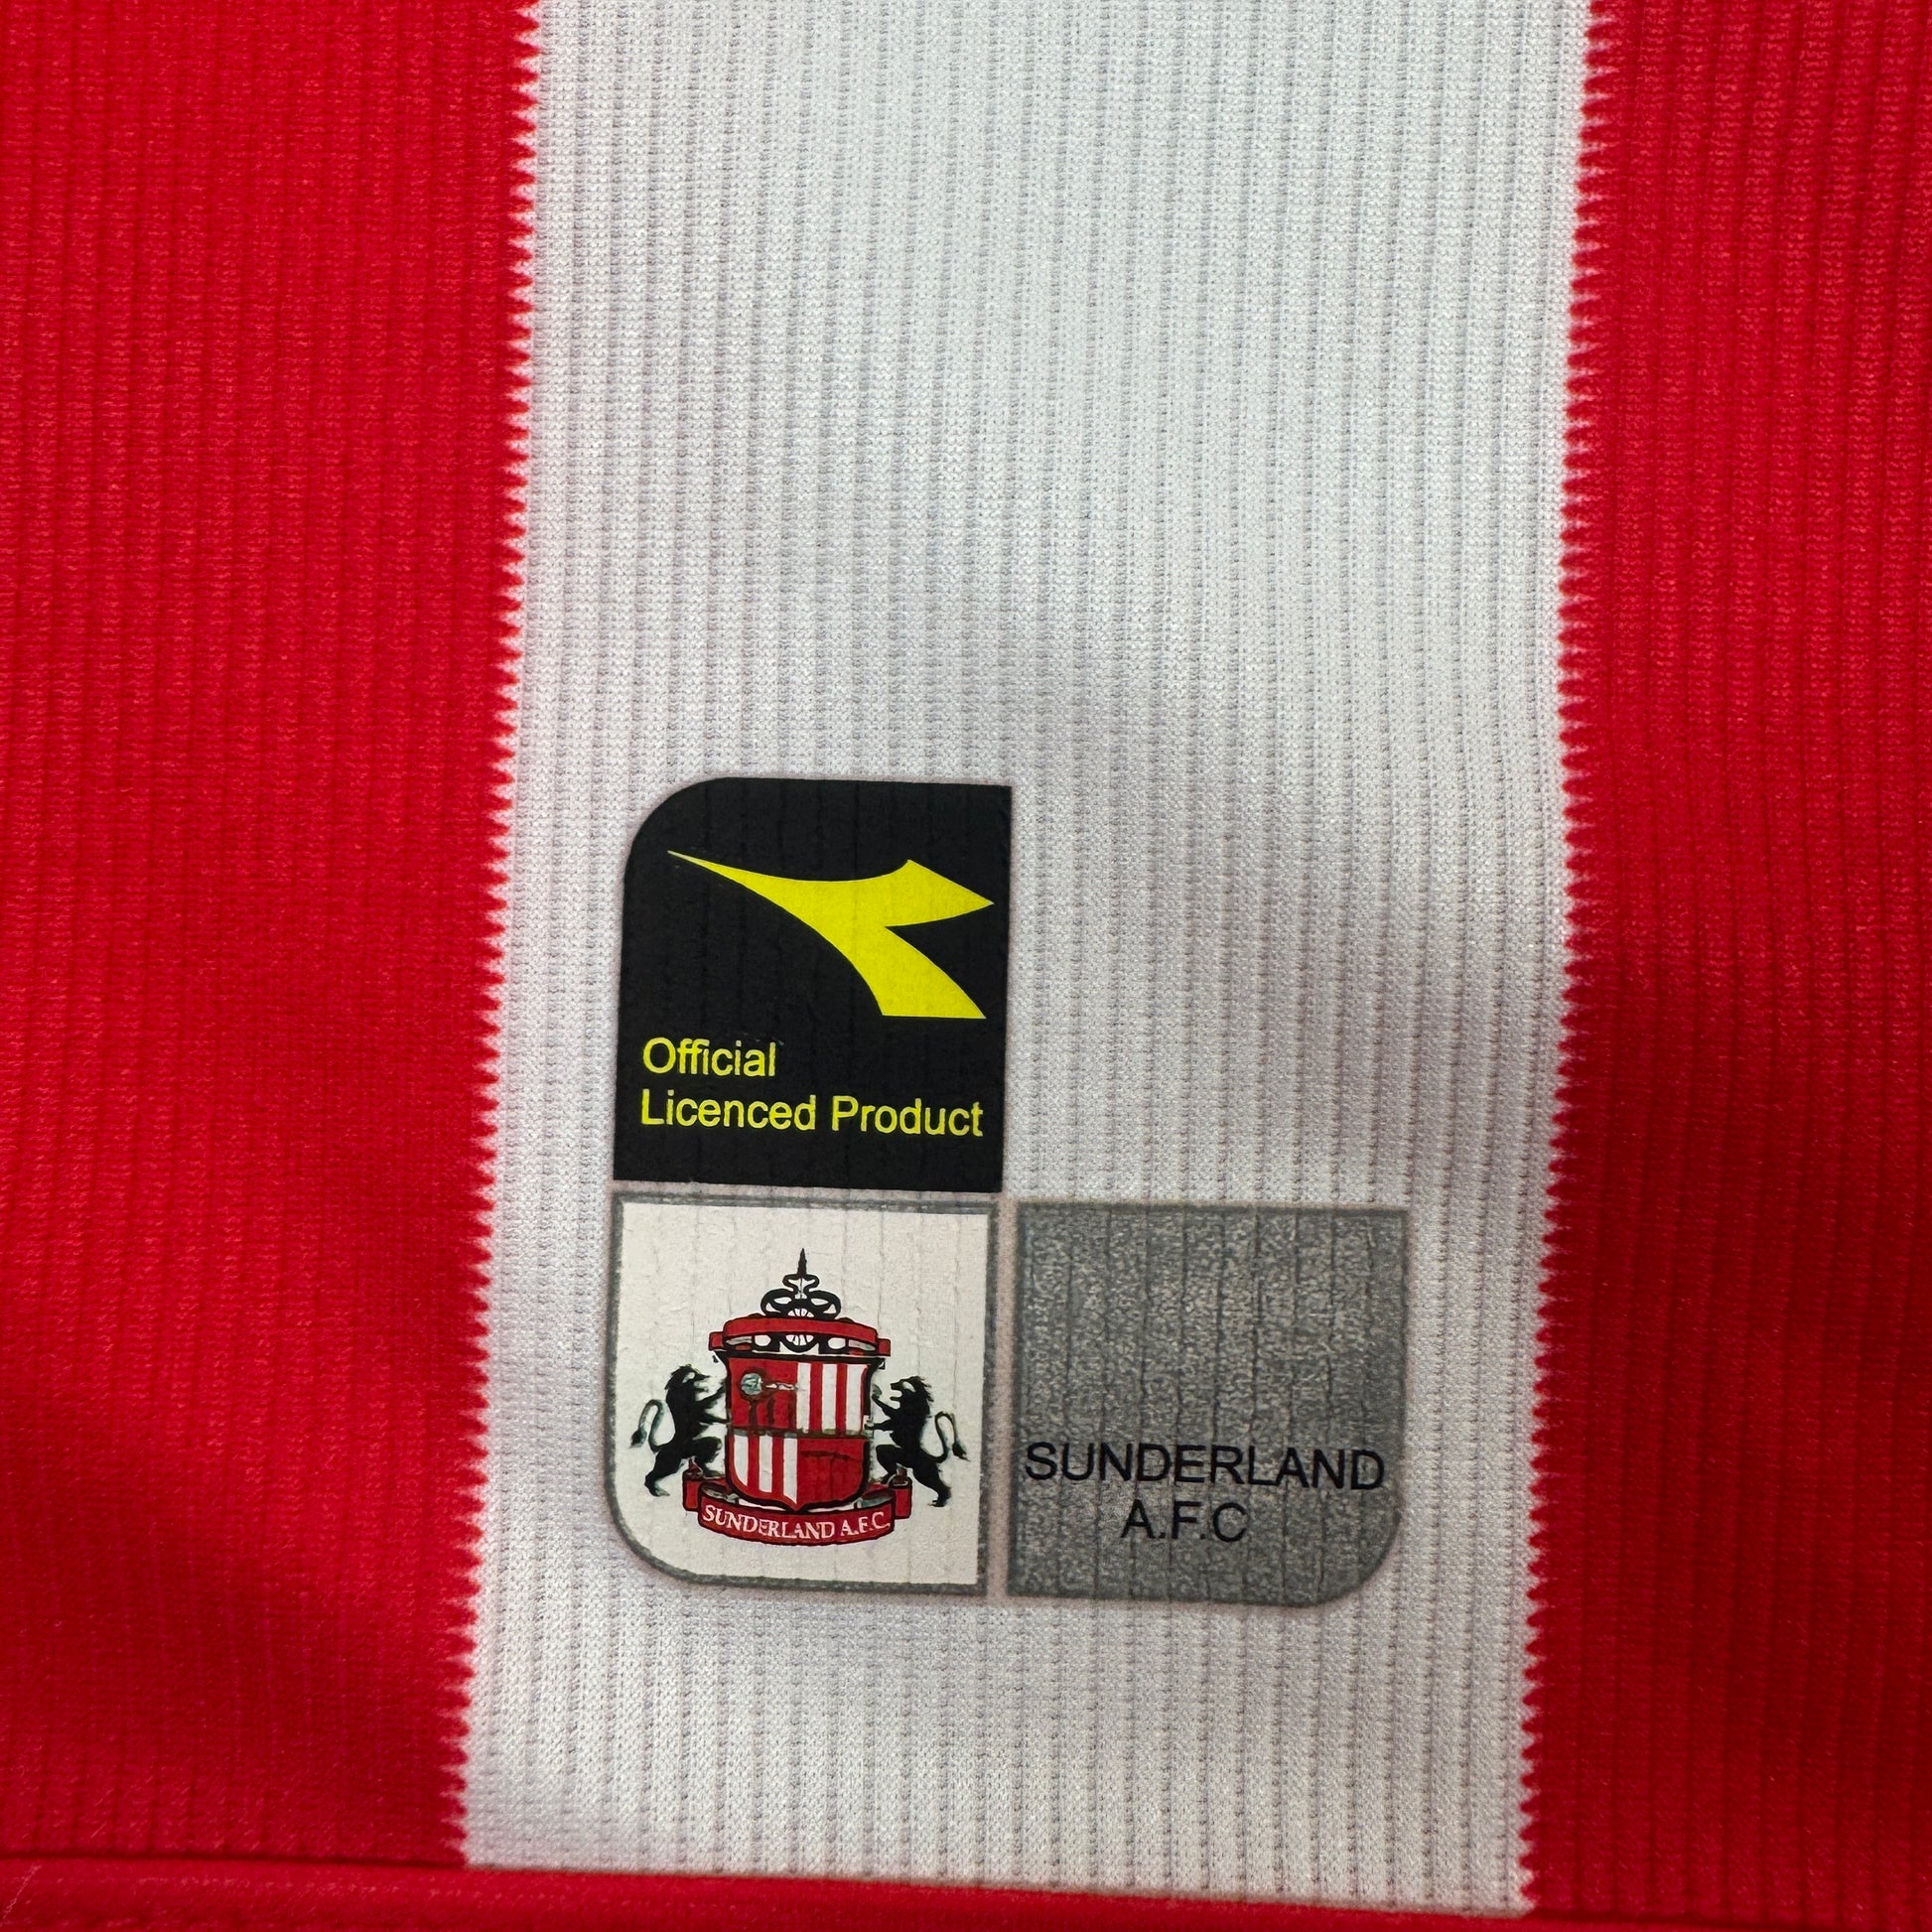 Official
Licenced Product
SUNDERLAND A.F.C.
SUNDERLAND
A.F.C